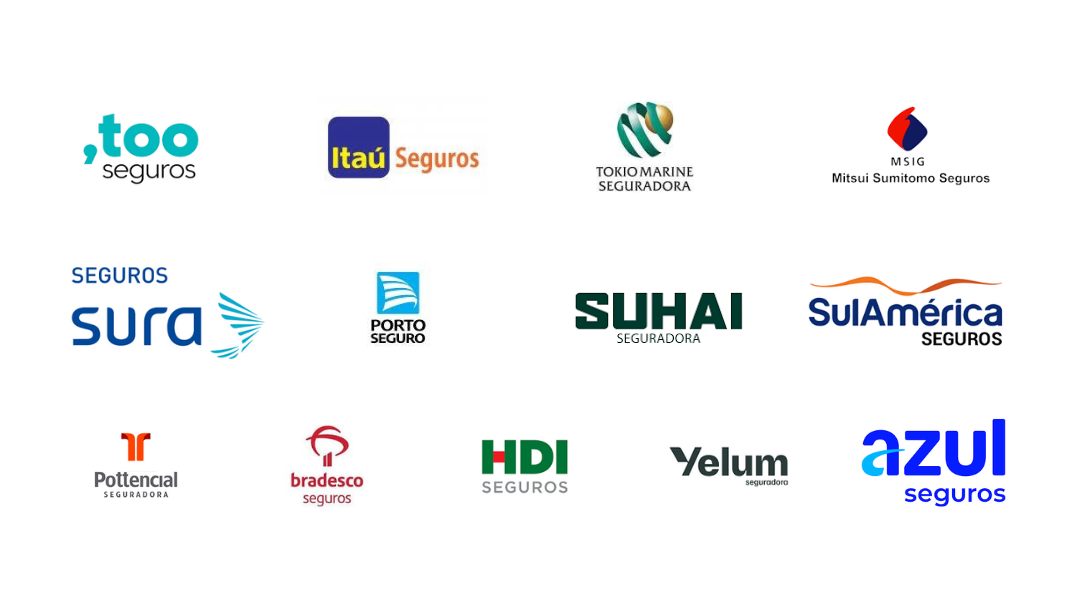 ,too
seguros
Itaú Seguros
TOKIO MARINE
SEGURADORA
MSIG
Mitsui Sumitomo Seguros
SEGUROS
sura
PORTO
SEGURO
SUHAI
SEGURADORA
SulAmérica
SEGUROS
Pottencial
SEGURADORA
bradesco
seguros
HDI
SEGUROS
Yelum
seguradora
azul
seguros